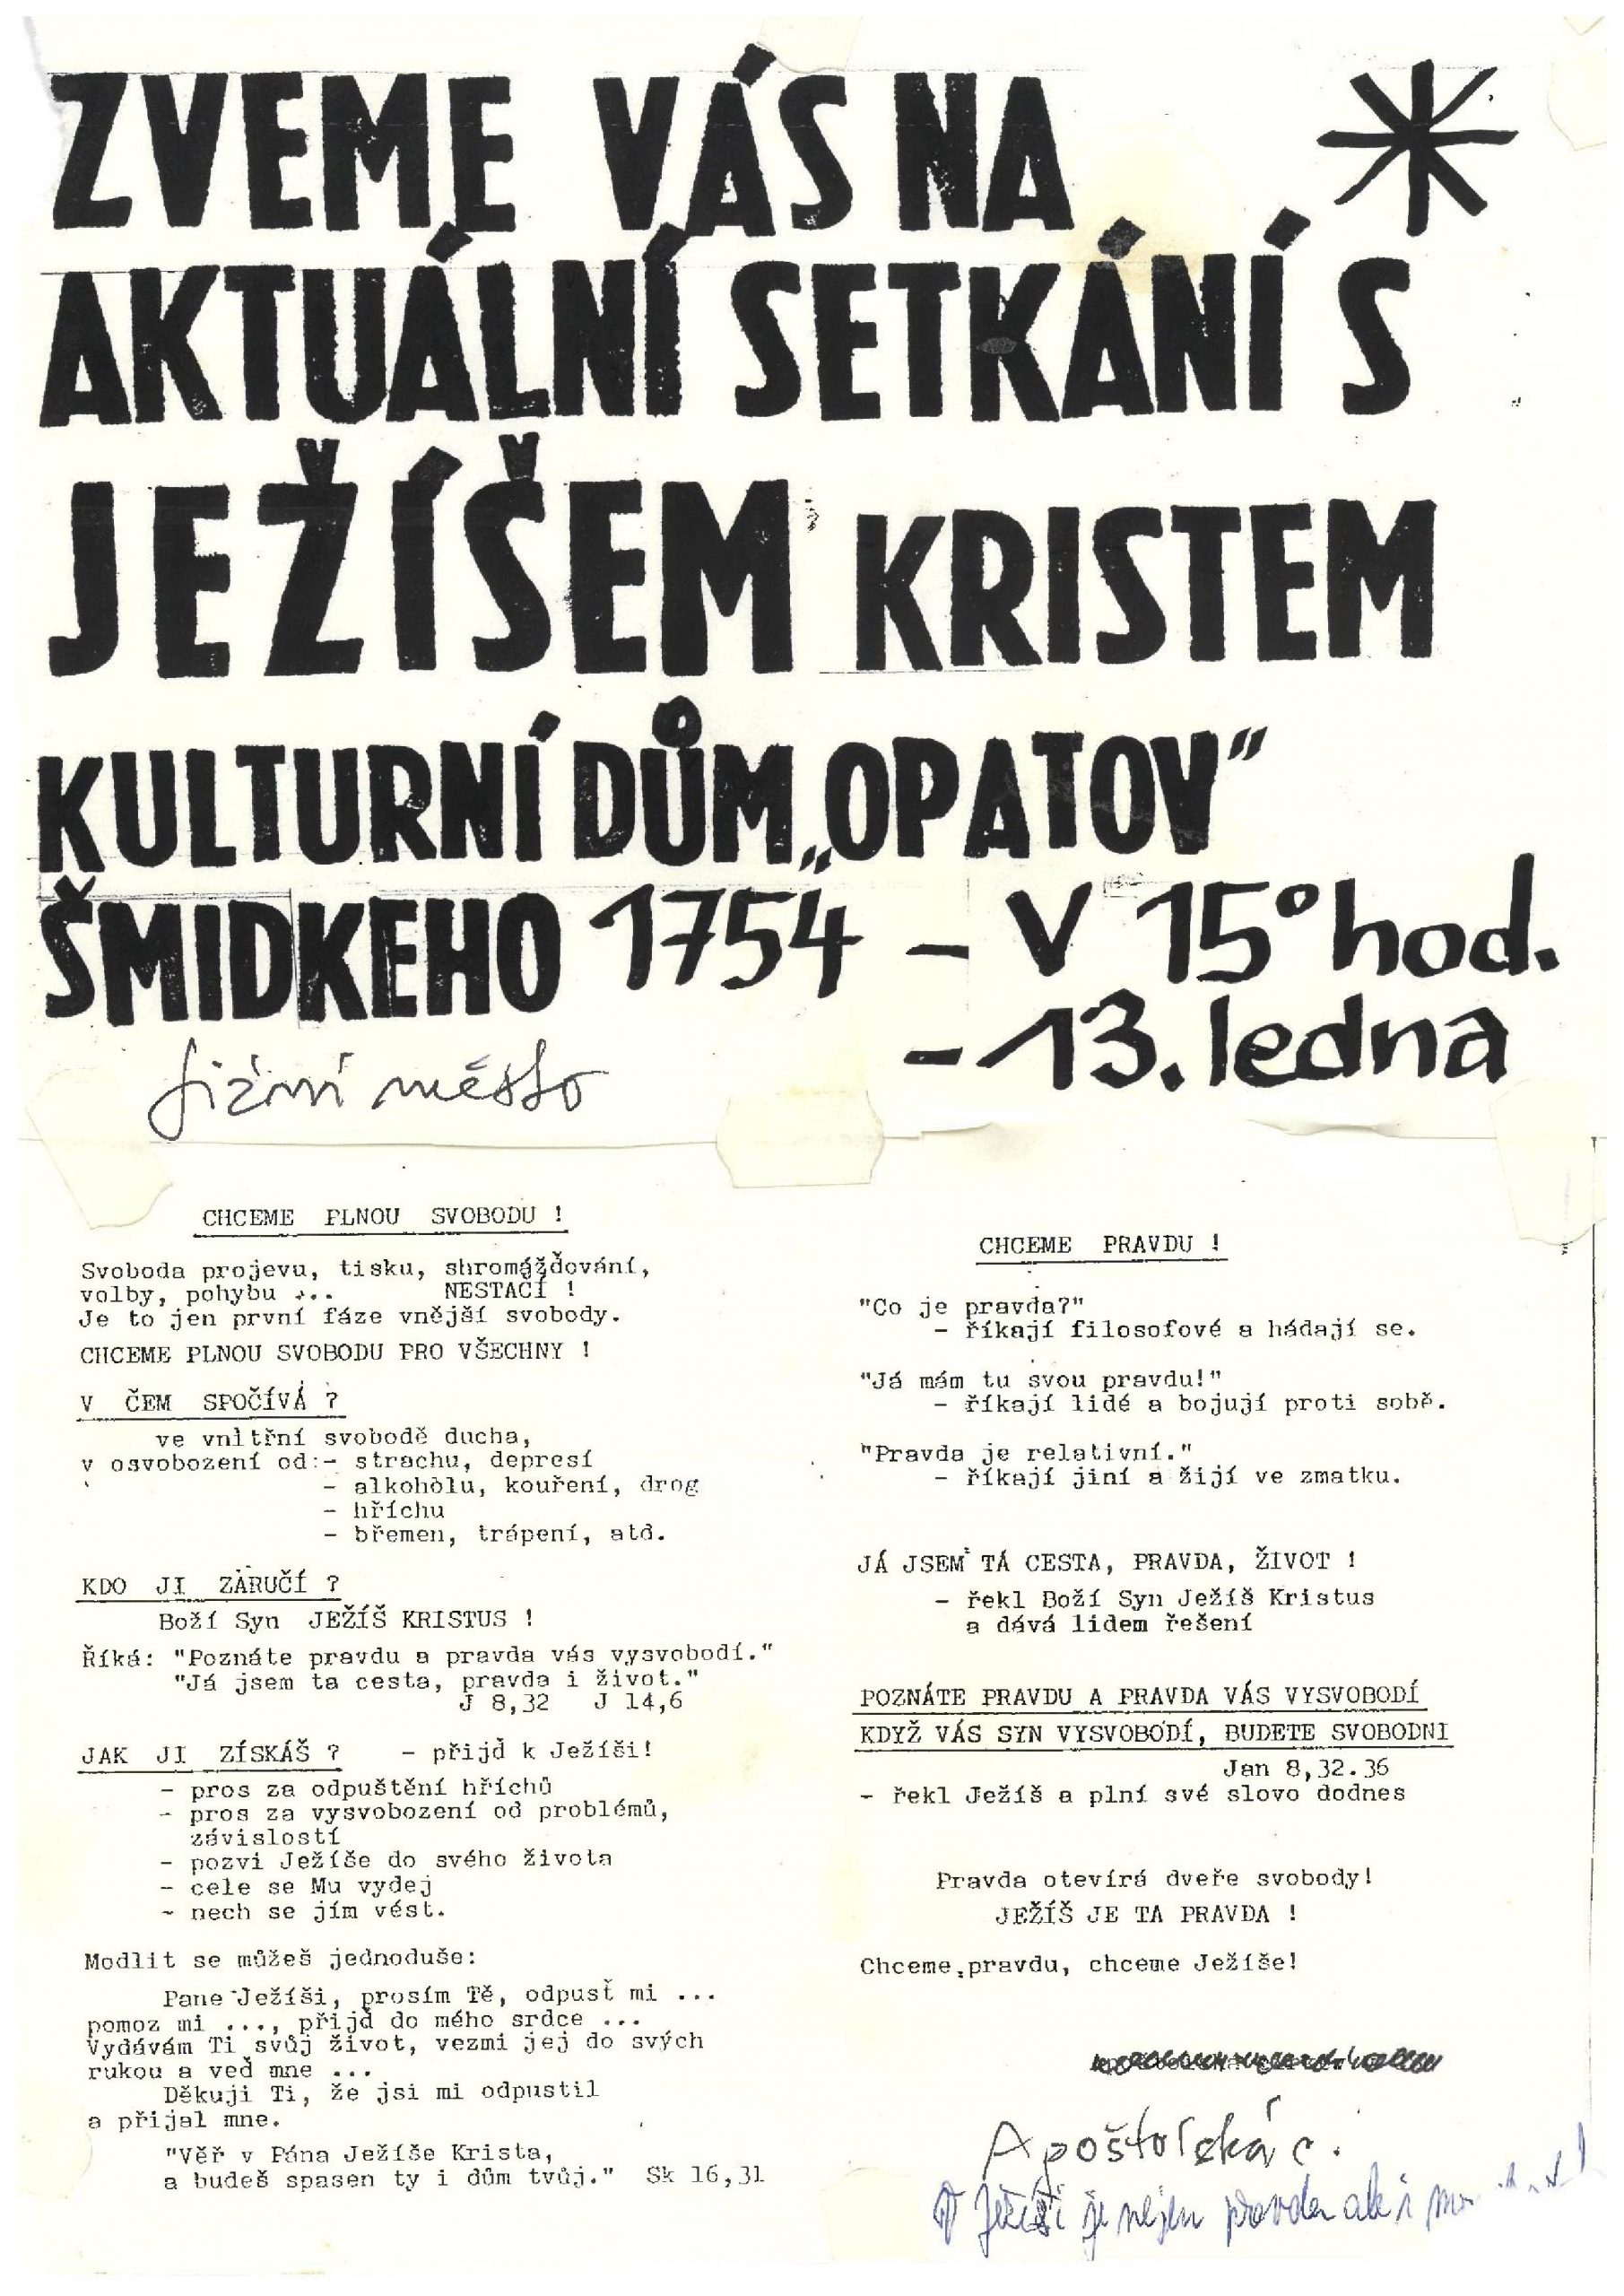 ZVEME VÁS NA
AKTUÁLNÍ SETKÁNÍ S
JEŽÍŠEM KRISTEM
KULTURNÍ DŮM „OPATOV“
ŠMIDKEHO 1754 - V 15° hod.
- 13. ledna
Jižní město
CHCEME PLNOU SVOBODU !
Svoboda projevu, tisku, shromážďování,
volby, pohybu ... NESTAČÍ !
Je to jen první fáze vnější svobody.
CHCEME PLNOU SVOBODU PRO VŠECHNY !
V ČEM SPOČÍVÁ ?
ve vnitřní svobodě ducha,
v osvobození od:- strachu, depresí
- alkoholu, kouření, drog
- hříchu
- břemen, trápení, atd.
KDO JI ZARUČÍ ?
Boží Syn JEŽÍŠ KRISTUS !
Říká: "Poznáte pravdu a pravda vás vysvobodí."
"Já jsem ta cesta, pravda i život."
J 8,32 J 14,6
JAK JI ZÍSKÁŠ ? - přijď k Ježíši!
- pros za odpuštění hříchů
- pros za vysvobození od problémů,
závislostí
- pozvi Ježíše do svého života
- cele se Mu vydej
- nech se jím vést.
Modlit se můžeš jednoduše:
Pane Ježíši, prosím Tě, odpusť mi ...
pomoz mi ..., přijď do mého srdce ...
Vydávám Ti svůj život, vezmi jej do svých
rukou a veď mne ...
Děkuji Ti, že jsi mi odpustil
a přijal mne.
"Věř v Pána Ježíše Krista,
a budeš spasen ty i dům tvůj." Sk 16,31
CHCEME PRAVDU !
"Co je pravda?"
- říkají filosofové a hádají se.
"Já mám tu svou pravdu!"
- říkají lidé a bojují proti sobě.
"Pravda je relativní."
- říkají jiní a žijí ve zmatku.
JÁ JSEM TÁ CESTA, PRAVDA, ŽIVOT !
- řekl Boží Syn Ježíš Kristus
a dává lidem řešení
POZNÁTE PRAVDU A PRAVDA VÁS VYSVOBODÍ
KDYŽ VÁS SYN VYSVOBODÍ, BUDETE SVOBODNI
Jan 8,32.36
- řekl Ježíš a plní své slovo dodnes
Pravda otevírá dveře svobody!
JEŽÍŠ JE TA PRAVDA !
Chceme pravdu, chceme Ježíše!
Apoštolská c.
V Ježíši je nejen pravda ale i